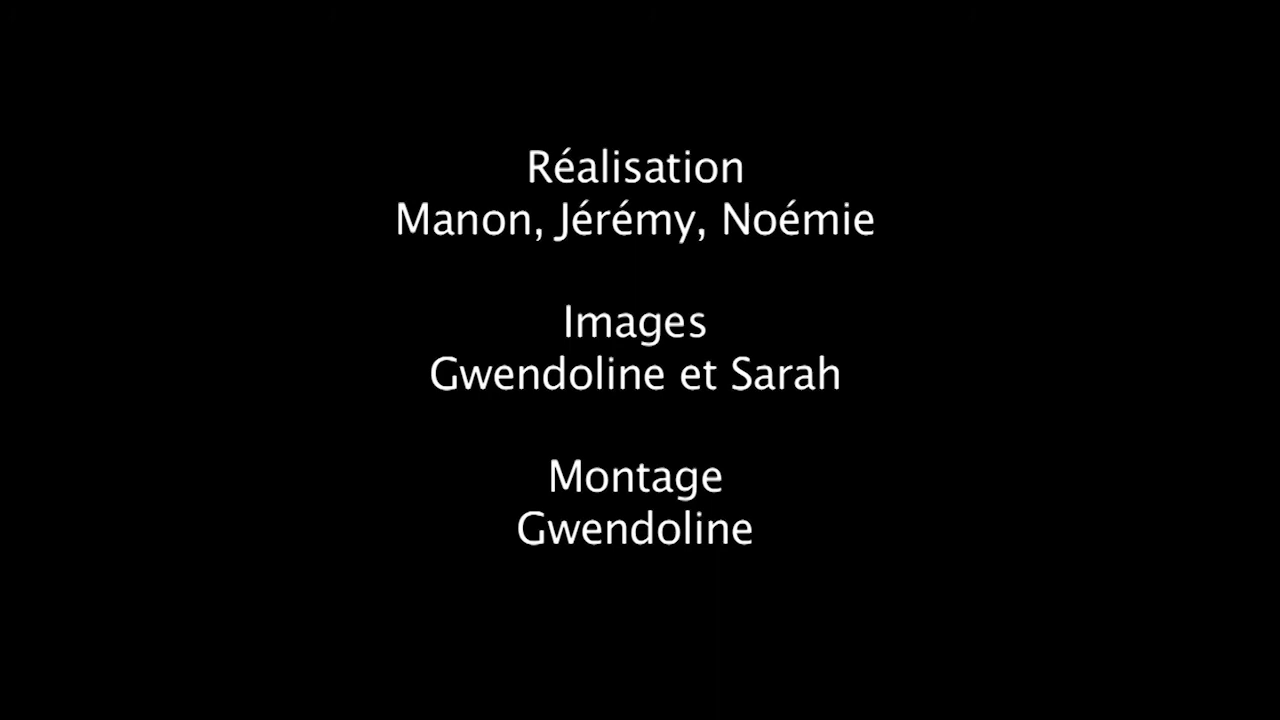 Réalisation
Manon, Jérémy, Noémie
Images
Gwendoline et Sarah
Montage
Gwendoline